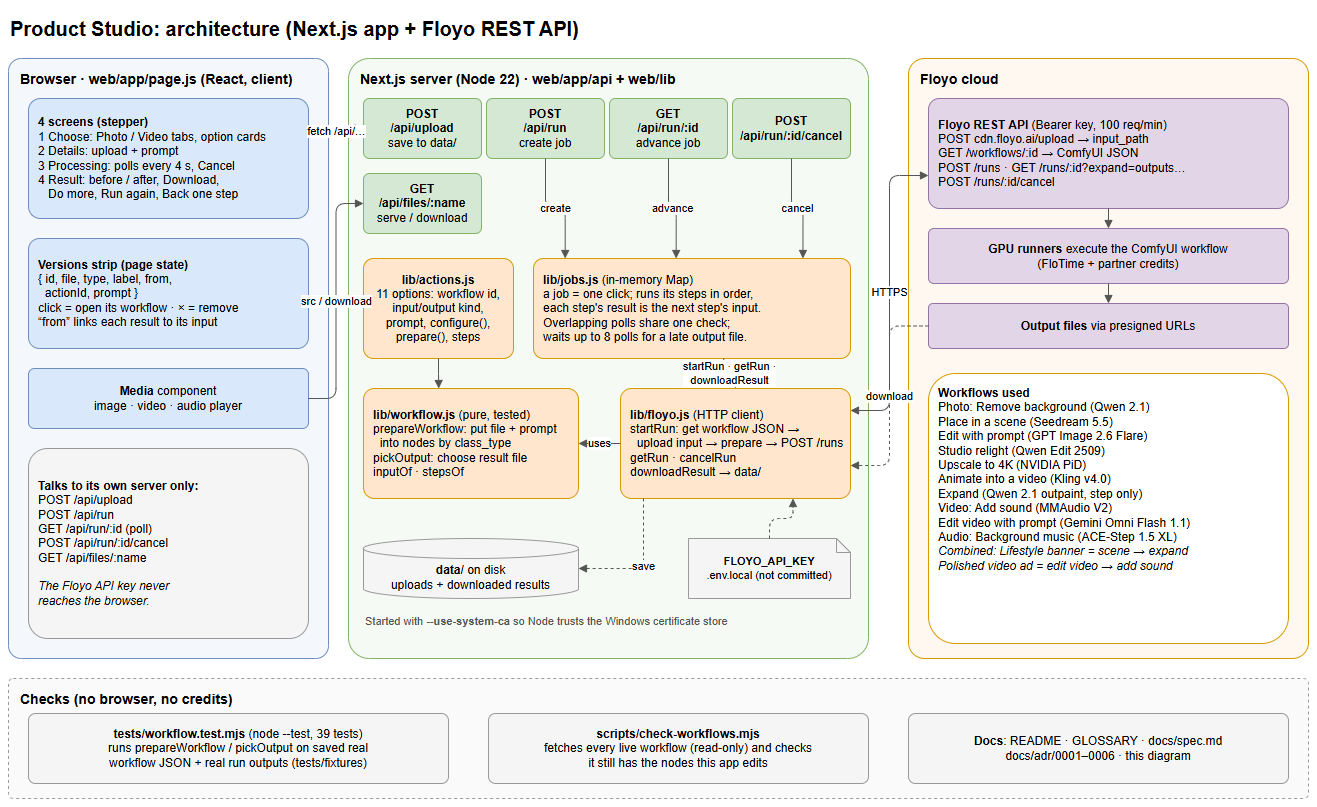 Product Studio: architecture (Next.js app + Floyo REST API)
Browser · web/app/page.js (React, client)
4 screens (stepper)
1 Choose: Photo / Video tabs, option cards
2 Details: upload + prompt
3 Processing: polls every 4 s, Cancel
4 Result: before / after, Download,
Do more, Run again, Back one step
Versions strip (page state)
{ id, file, type, label, from,
actionId, prompt }
click = open its workflow · × = remove
“from” links each result to its input
Media component
image · video · audio player
Talks to its own server only:
POST /api/upload
POST /api/run
GET /api/run/:id (poll)
POST /api/run/:id/cancel
GET /api/files/:name
The Floyo API key never
reaches the browser.
fetch /api/...
src / download
Next.js server (Node 22) · web/app/api + web/lib
POST
/api/upload
save to data/
POST
/api/run
create job
GET
/api/run/:id
advance job
POST
/api/run/:id/cancel
GET
/api/files/:name
serve / download
create
advance
cancel
lib/actions.js
11 options: workflow id,
input/output kind,
prompt, configure(),
prepare(), steps
lib/jobs.js (in-memory Map)
a job = one click; runs its steps in order,
each step's result is the next step's input.
Overlapping polls share one check;
waits up to 8 polls for a late output file.
startRun · getRun ·
downloadResult
lib/workflow.js (pure, tested)
prepareWorkflow: put file + prompt
into nodes by class_type
pickOutput: choose result file
inputOf · stepsOf
uses
lib/floyo.js (HTTP client)
startRun: get workflow JSON →
upload input → prepare → POST /runs
getRun · cancelRun
downloadResult → data/
data/ on disk
uploads + downloaded results
save
FLOYO_API_KEY
.env.local (not committed)
Started with --use-system-ca so Node trusts the Windows certificate store
HTTPS
download
Floyo cloud
Floyo REST API (Bearer key, 100 req/min)
POST cdn.floyo.ai/upload → input_path
GET /workflows/:id → ComfyUI JSON
POST /runs · GET /runs/:id?expand=outputs...
POST /runs/:id/cancel
GPU runners execute the ComfyUI workflow
(FloTime + partner credits)
Output files via presigned URLs
Workflows used
Photo: Remove background (Qwen 2.1)
Place in a scene (Seedream 5.5)
Edit with prompt (GPT Image 2.6 Flare)
Studio relight (Qwen Edit 2509)
Upscale to 4K (NVIDIA PiD)
Animate into a video (Kling v4.0)
Expand (Qwen 2.1 outpaint, step only)
Video: Add sound (MMAudio V2)
Edit video with prompt (Gemini Omni Flash 1.1)
Audio: Background music (ACE-Step 1.5 XL)
Combined: Lifestyle banner = scene → expand
Polished video ad = edit video → add sound
Checks (no browser, no credits)
tests/workflow.test.mjs (node --test, 39 tests)
runs prepareWorkflow / pickOutput on saved real
workflow JSON + real run outputs (tests/fixtures)
scripts/check-workflows.mjs
fetches every live workflow (read-only) and checks
it still has the nodes this app edits
Docs: README · GLOSSARY · docs/spec.md
docs/adr/0001–0006 · this diagram